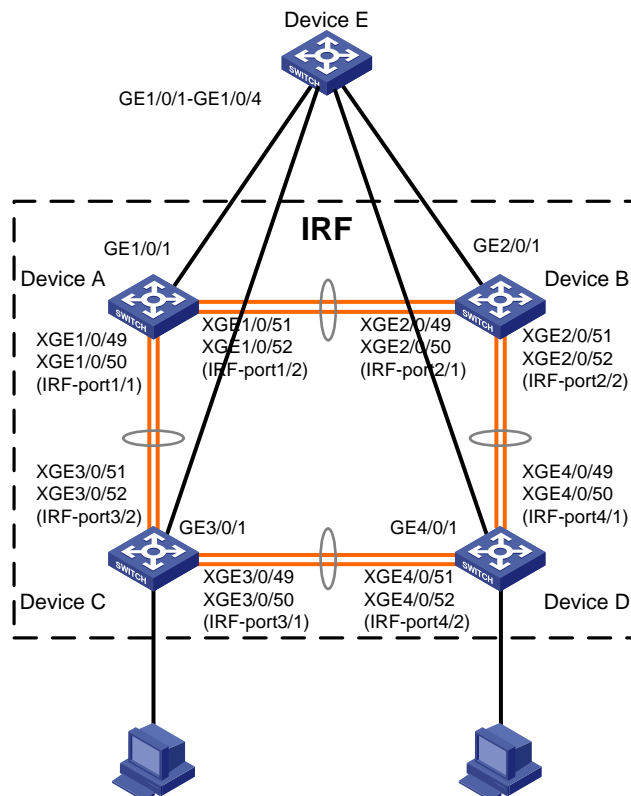 Device E
SWITCH
GE1/0/1-GE1/0/4
IRF
GE1/0/1
GE2/0/1
Device A
Device B
SWITCH
SWITCH
XGE1/0/49
XGE1/0/50
(IRF-port1/1)
XGE1/0/51
XGE1/0/52
(IRF-port1/2)
XGE2/0/49
XGE2/0/50
(IRF-port2/1)
XGE2/0/51
XGE2/0/52
(IRF-port2/2)
XGE3/0/51
XGE3/0/52
(IRF-port3/2)
XGE4/0/49
XGE4/0/50
(IRF-port4/1)
GE3/0/1
GE4/0/1
SWITCH
SWITCH
Device C
XGE3/0/49
XGE3/0/50
(IRF-port3/1)
XGE4/0/51
XGE4/0/52
(IRF-port4/2)
Device D